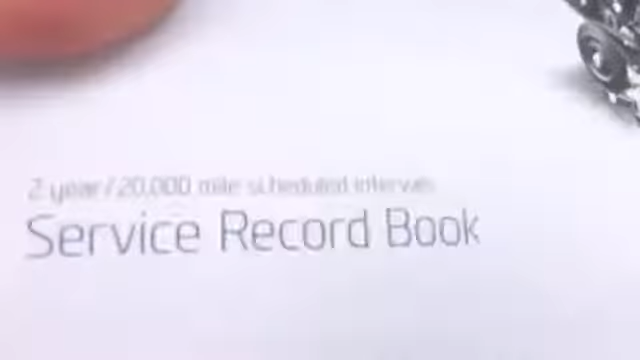 2 year/20,000 mile scheduled intervals
Service Record Book